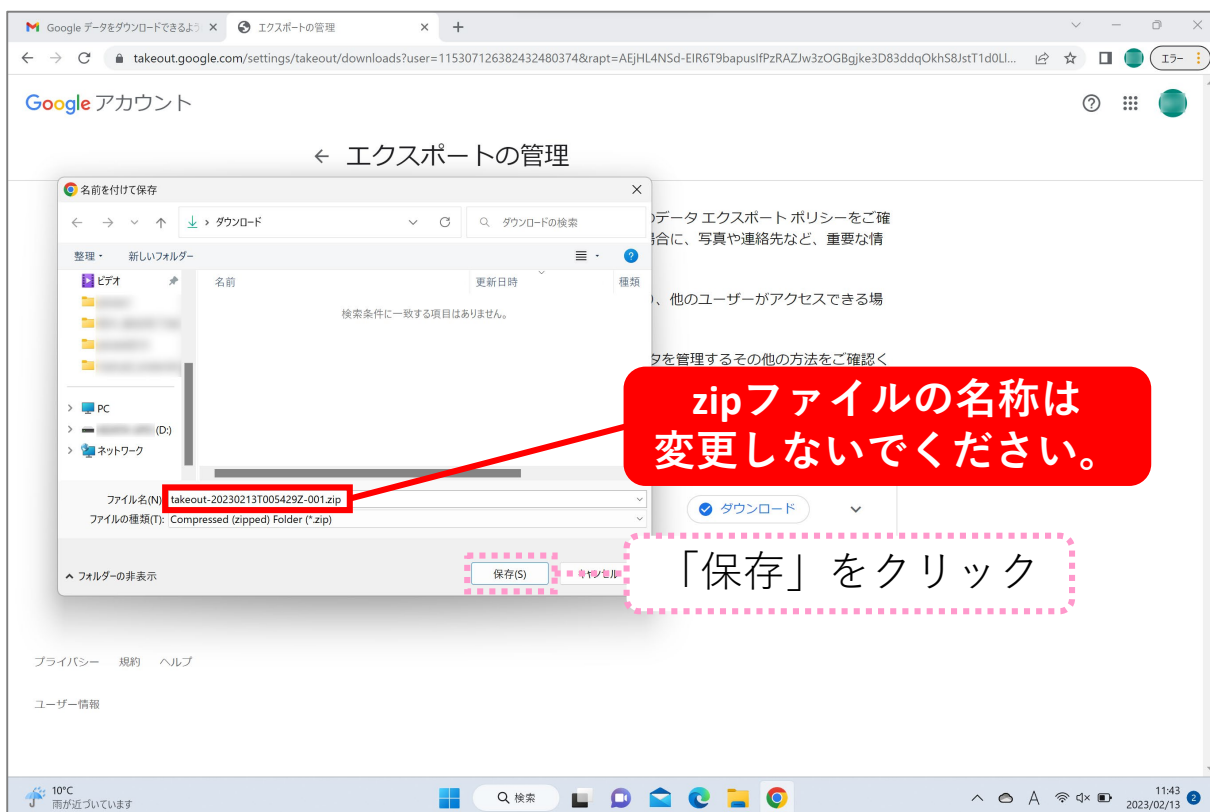 Google データをダウンロードできるよう
エクスポートの管理
takeout.google.com/settings/takeout/downloads?user=115307126382432480374&rapt=AEjHL4NSd-EIR6T9bapusIfPzRAZJw3zOGBgjke3D83ddqOkhS8JstT1d0Ll...
エラー
Google アカウント
← エクスポートの管理
名前を付けて保存
ダウンロード
ダウンロードの検索
整理
新しいフォルダー
ビデオ
名前
更新日時
種類
検索条件に一致する項目はありません。
PC
(D:)
ネットワーク
のデータ エクスポート ポリシーをご確
場合に、写真や連絡先など、重要な情
、他のユーザーがアクセスできる場
タを管理するその他の方法をご確認く
zipファイルの名称は
変更しないでください。
ファイル名(N):
takeout-20230213T005429Z-001.zip
ファイルの種類(T):
Compressed (zipped) Folder (*.zip)
ダウンロード
フォルダーの非表示
保存(S)
キャンセル
「保存」をクリック
プライバシー 規約 ヘルプ
ユーザー情報
10°C
雨が近づいています
検索
A
11:43
2023/02/13
2